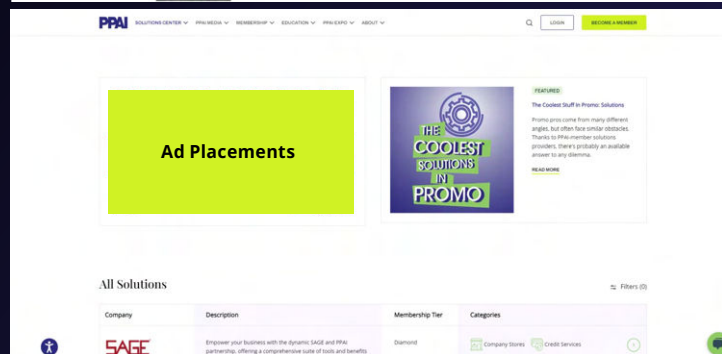 PPAI SOLUTIONS CENTER PPAI MEDIA MEMBERSHIP EDUCATION PPAI EXPO ABOUT LOGIN BECOME A MEMBER
Ad Placements
THE
COOLEST
SOLUTIONS
IN
PROMO
FEATURED
The Coolest Stuff In Promo: Solutions
Promo pros come from many different
angles, but often face similar obstacles.
Thanks to PPAI-member solutions
providers, there's probably an available
answer to any dilemma.
READ MORE
All Solutions
Filters (0)
Company Description Membership Tier Categories
SAGE
Empower your business with the dynamic SAGE and PPAI
partnership, offering a comprehensive suite of tools and benefits
Diamond
Company Stores Credit Services